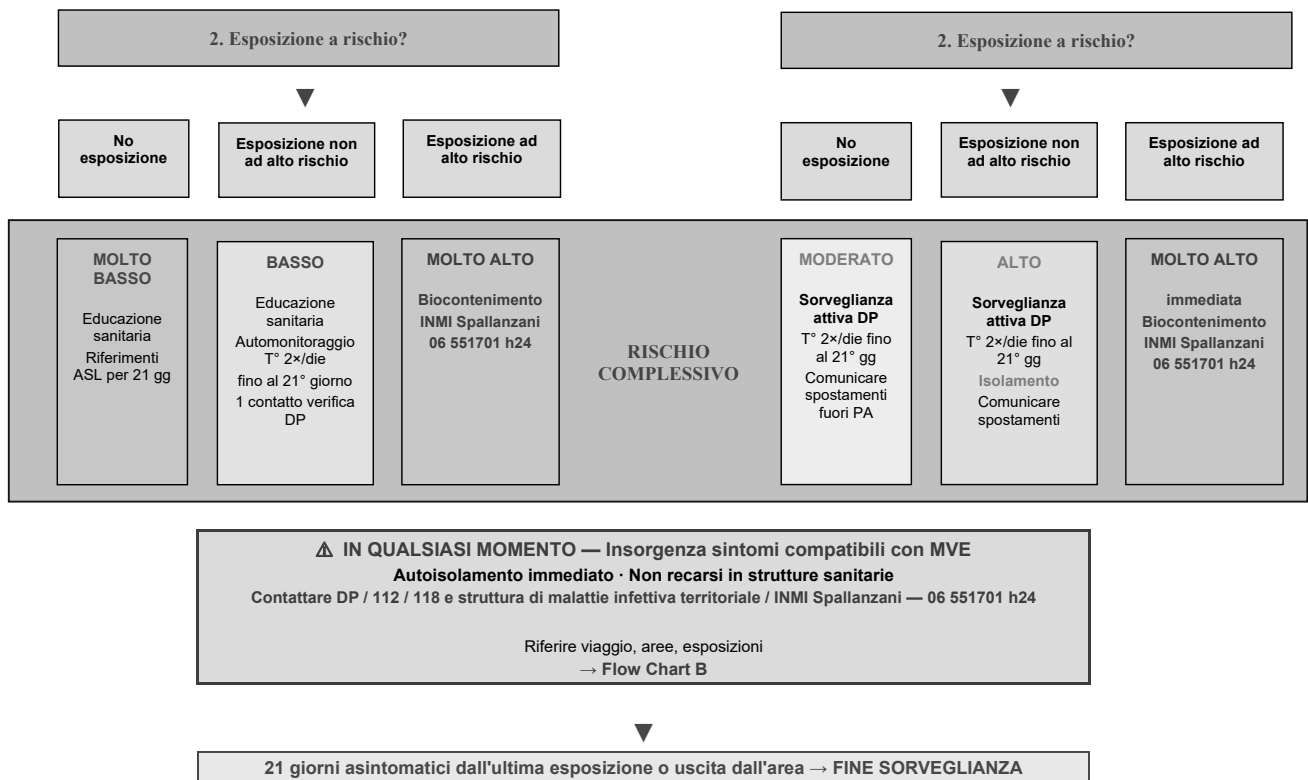 2. Esposizione a rischio?
2. Esposizione a rischio?
▼
▼
No
esposizione
Esposizione non
ad alto rischio
Esposizione ad
alto rischio
No
esposizione
Esposizione non
ad alto rischio
Esposizione ad
alto rischio
MOLTO
BASSO
Educazione
sanitaria
Riferimenti
ASL per 21 gg
BASSO
Educazione
sanitaria
Automonitoraggio
T° 2×/die
fino al 21° giorno
1 contatto verifica
DP
MOLTO ALTO
Biocontenimento
INMI Spallanzani
06 551701 h24
RISCHIO
COMPLESSIVO
MODERATO
Sorveglianza
attiva DP
T° 2×/die fino
al 21° gg
Comunicare
spostamenti
fuori PA
ALTO
Sorveglianza
attiva DP
T° 2×/die fino al
21° gg
Isolamento
Comunicare
spostamenti
MOLTO ALTO
immediata
Biocontenimento
INMI Spallanzani
06 551701 h24
⚠ IN QUALSIASI MOMENTO — Insorgenza sintomi compatibili con MVE
Autoisolamento immediato · Non recarsi in strutture sanitarie
Contattare DP / 112 / 118 e struttura di malattie infettiva territoriale / INMI Spallanzani — 06 551701 h24
Riferire viaggio, aree, esposizioni
→ Flow Chart B
▼
21 giorni asintomatici dall'ultima esposizione o uscita dall'area → FINE SORVEGLIANZA